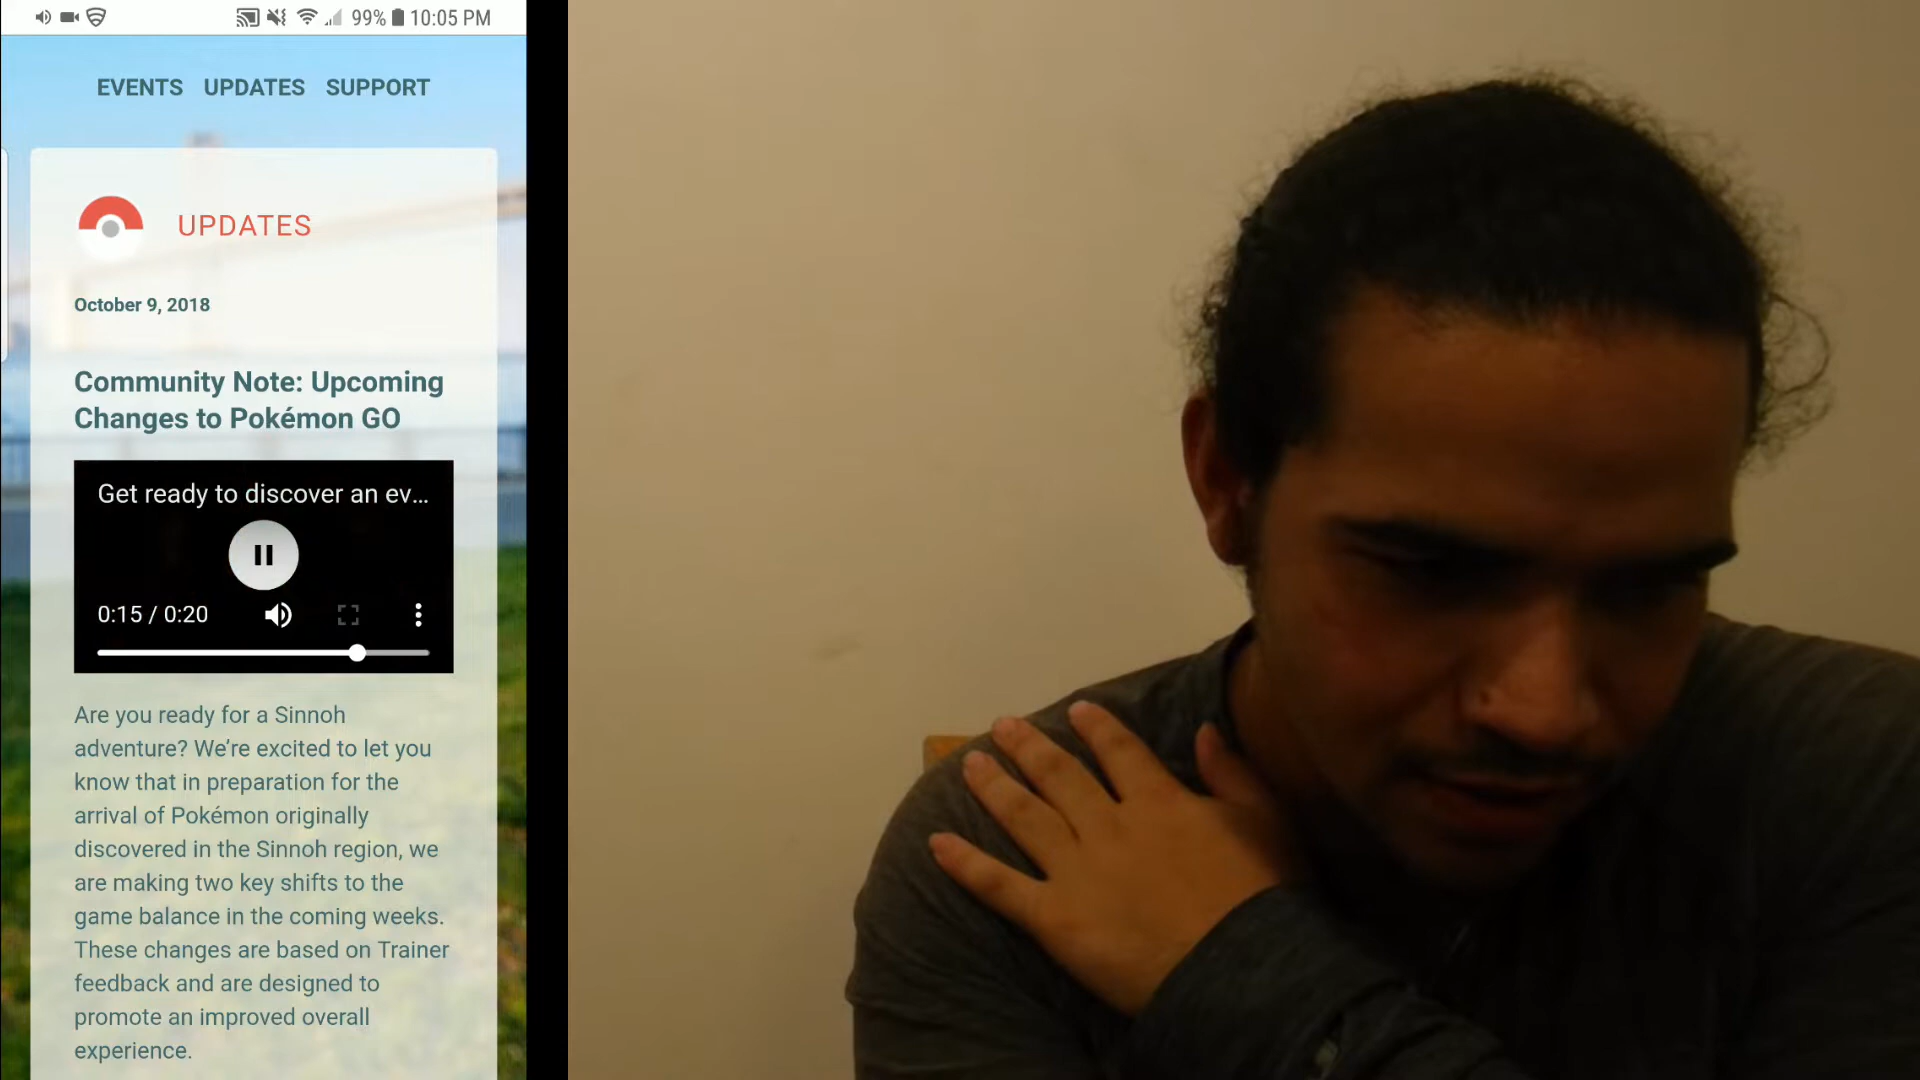 99% 10:05 PM
EVENTS UPDATES SUPPORT
UPDATES
October 9, 2018
Community Note: Upcoming
Changes to Pokémon GO
Get ready to discover an ev...
0:15 / 0:20
Are you ready for a Sinnoh
adventure? We’re excited to let you
know that in preparation for the
arrival of Pokémon originally
discovered in the Sinnoh region, we
are making two key shifts to the
game balance in the coming weeks.
These changes are based on Trainer
feedback and are designed to
promote an improved overall
experience.